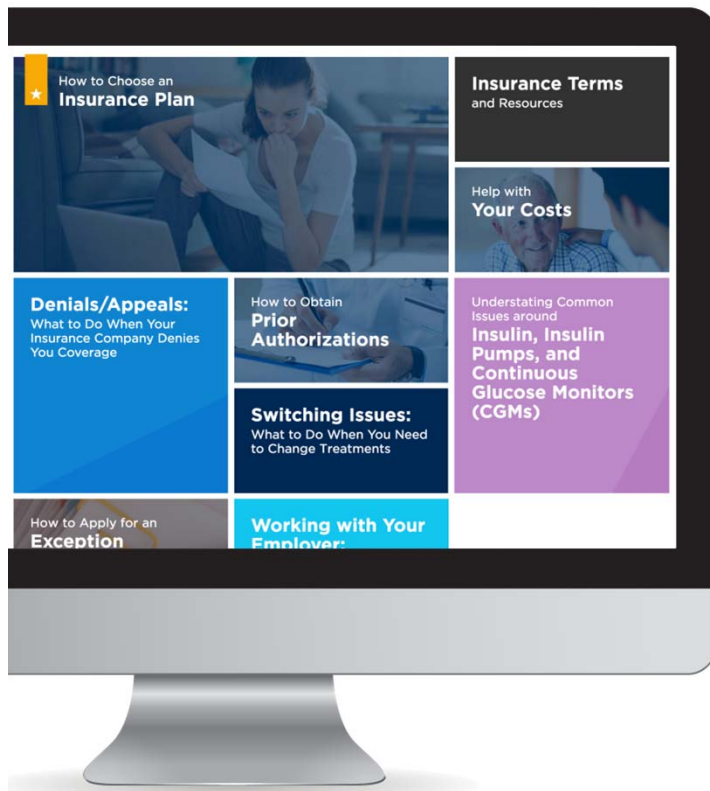 How to Choose an
Insurance Plan
Insurance Terms
and Resources
Help with
Your Costs
Denials/Appeals:
What to Do When Your
Insurance Company Denies
You Coverage
How to Obtain
Prior
Authorizations
Understating Common
Issues around
Insulin, Insulin
Pumps, and
Continuous
Glucose Monitors
(CGMs)
Switching Issues:
What to Do When You Need
to Change Treatments
How to Apply for an
Exception
Working with Your
Employer: